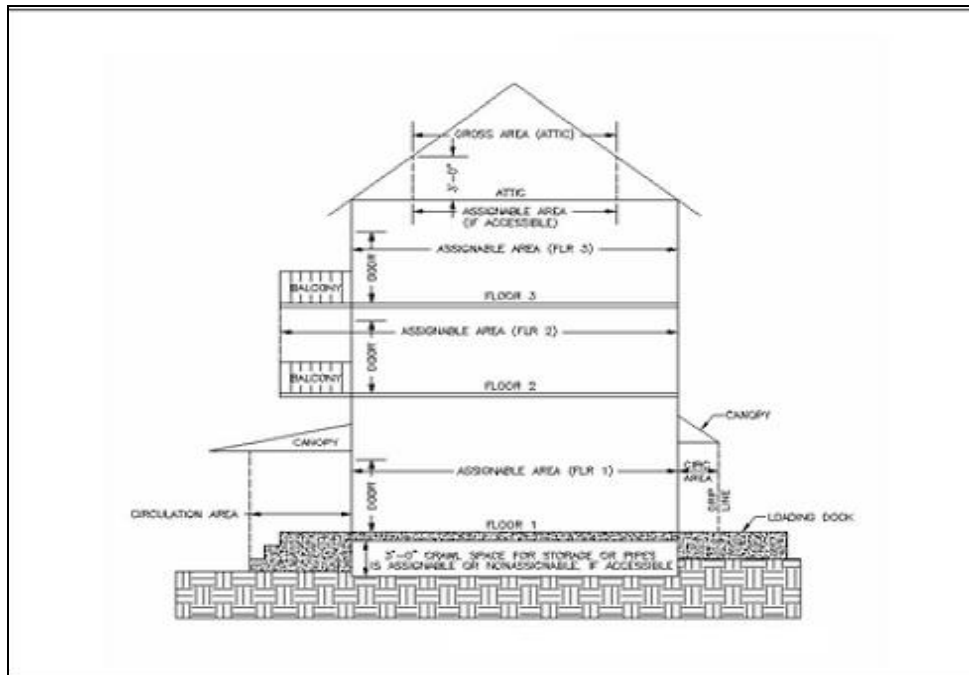 GROSS AREA (ATTIC)
3'-0"
ATTIC
ASSIGNABLE AREA
(IF ACCESSIBLE)
ASSIGNABLE AREA (FLR 3)
DOOR
BALCONY
FLOOR 3
ASSIGNABLE AREA (FLR 2)
DOOR
BALCONY
FLOOR 2
CANOPY
CANOPY
ASSIGNABLE AREA (FLR 1)
CIRC
AREA
DOOR
DRIP
LINE
CIRCULATION AREA
FLOOR 1
LOADING DOCK
3'-0" CRAWL SPACE FOR STORAGE OR PIPES
IS ASSIGNABLE OR NONASSIGNABLE, IF ACCESSIBLE